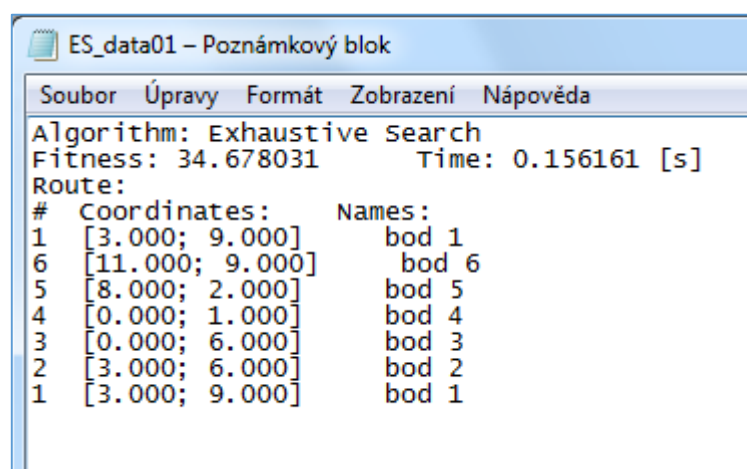 ES_data01 – Poznámkový blok
Soubor Úpravy Formát Zobrazení Nápověda
Algorithm: Exhaustive Search
Fitness: 34.678031 Time: 0.156161 [s]
Route:
# Coordinates: Names:
1 [3.000; 9.000] bod 1
6 [11.000; 9.000] bod 6
5 [8.000; 2.000] bod 5
4 [0.000; 1.000] bod 4
3 [0.000; 6.000] bod 3
2 [3.000; 6.000] bod 2
1 [3.000; 9.000] bod 1